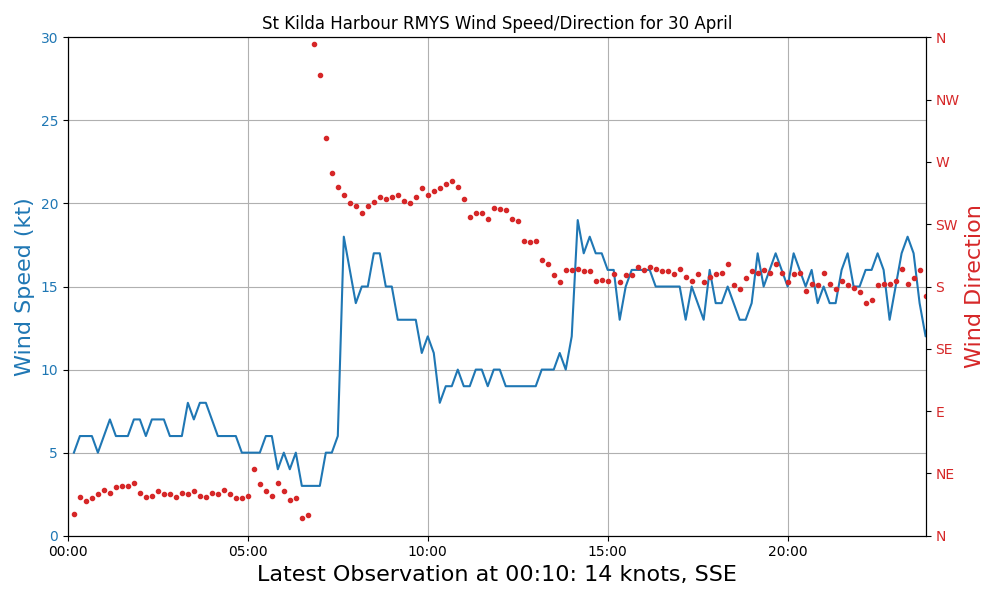 St Kilda Harbour RMYS Wind Speed/Direction for 30 April
30
25
20
15
10
5
0
Wind Speed (kt)
N
NW
W
SW
S
SE
E
NE
N
Wind Direction
00:00 05:00 10:00 15:00 20:00
Latest Observation at 00:10: 14 knots, SSE